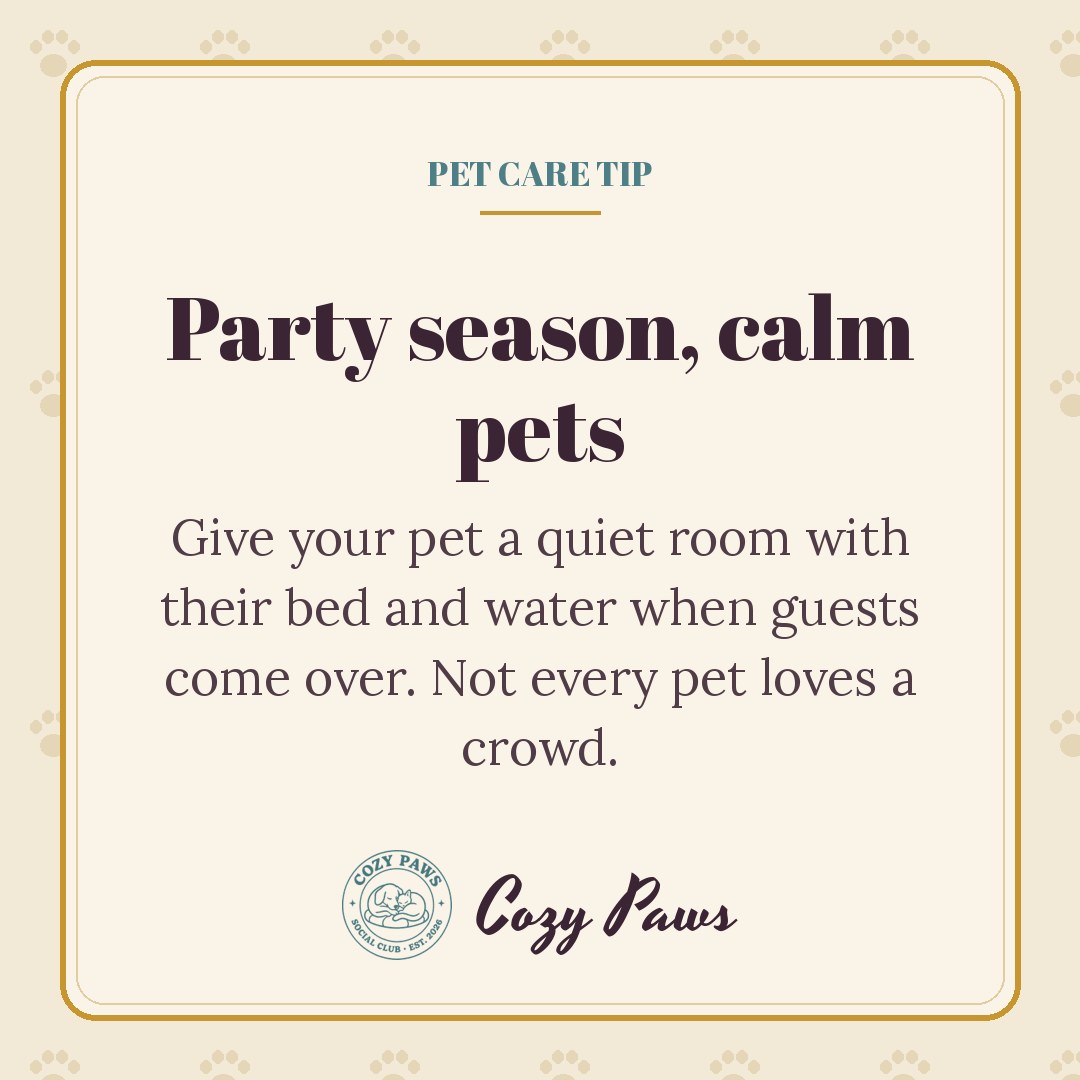 PET CARE TIP
Party season, calm
pets
Give your pet a quiet room with
their bed and water when guests
come over. Not every pet loves a
crowd.
COZY PAWS
SOCIAL CLUB · EST. 2026
Cozy Paws